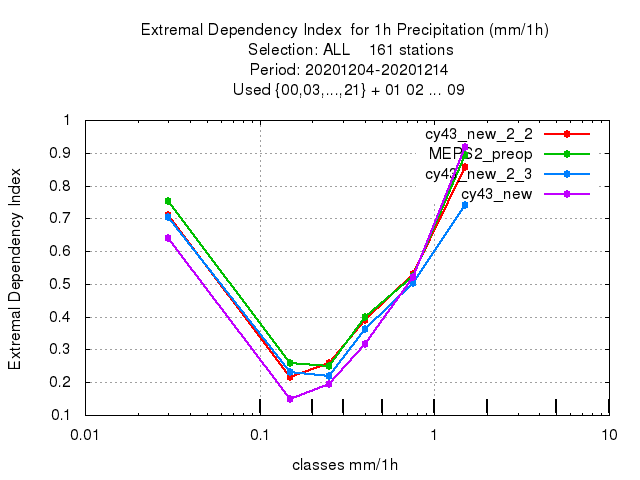 Extremal Dependency Index  for 1h Precipitation (mm/1h)
Selection: ALL    161 stations
Period: 20201204-20201214
Used {00,03,...,21} + 01 02 ... 09
Extremal Dependency Index
1
0.9
0.8
0.7
0.6
0.5
0.4
0.3
0.2
0.1
cy43_new_2_2
MEPS2_preop
cy43_new_2_3
cy43_new
0.01
0.1
1
10
classes mm/1h